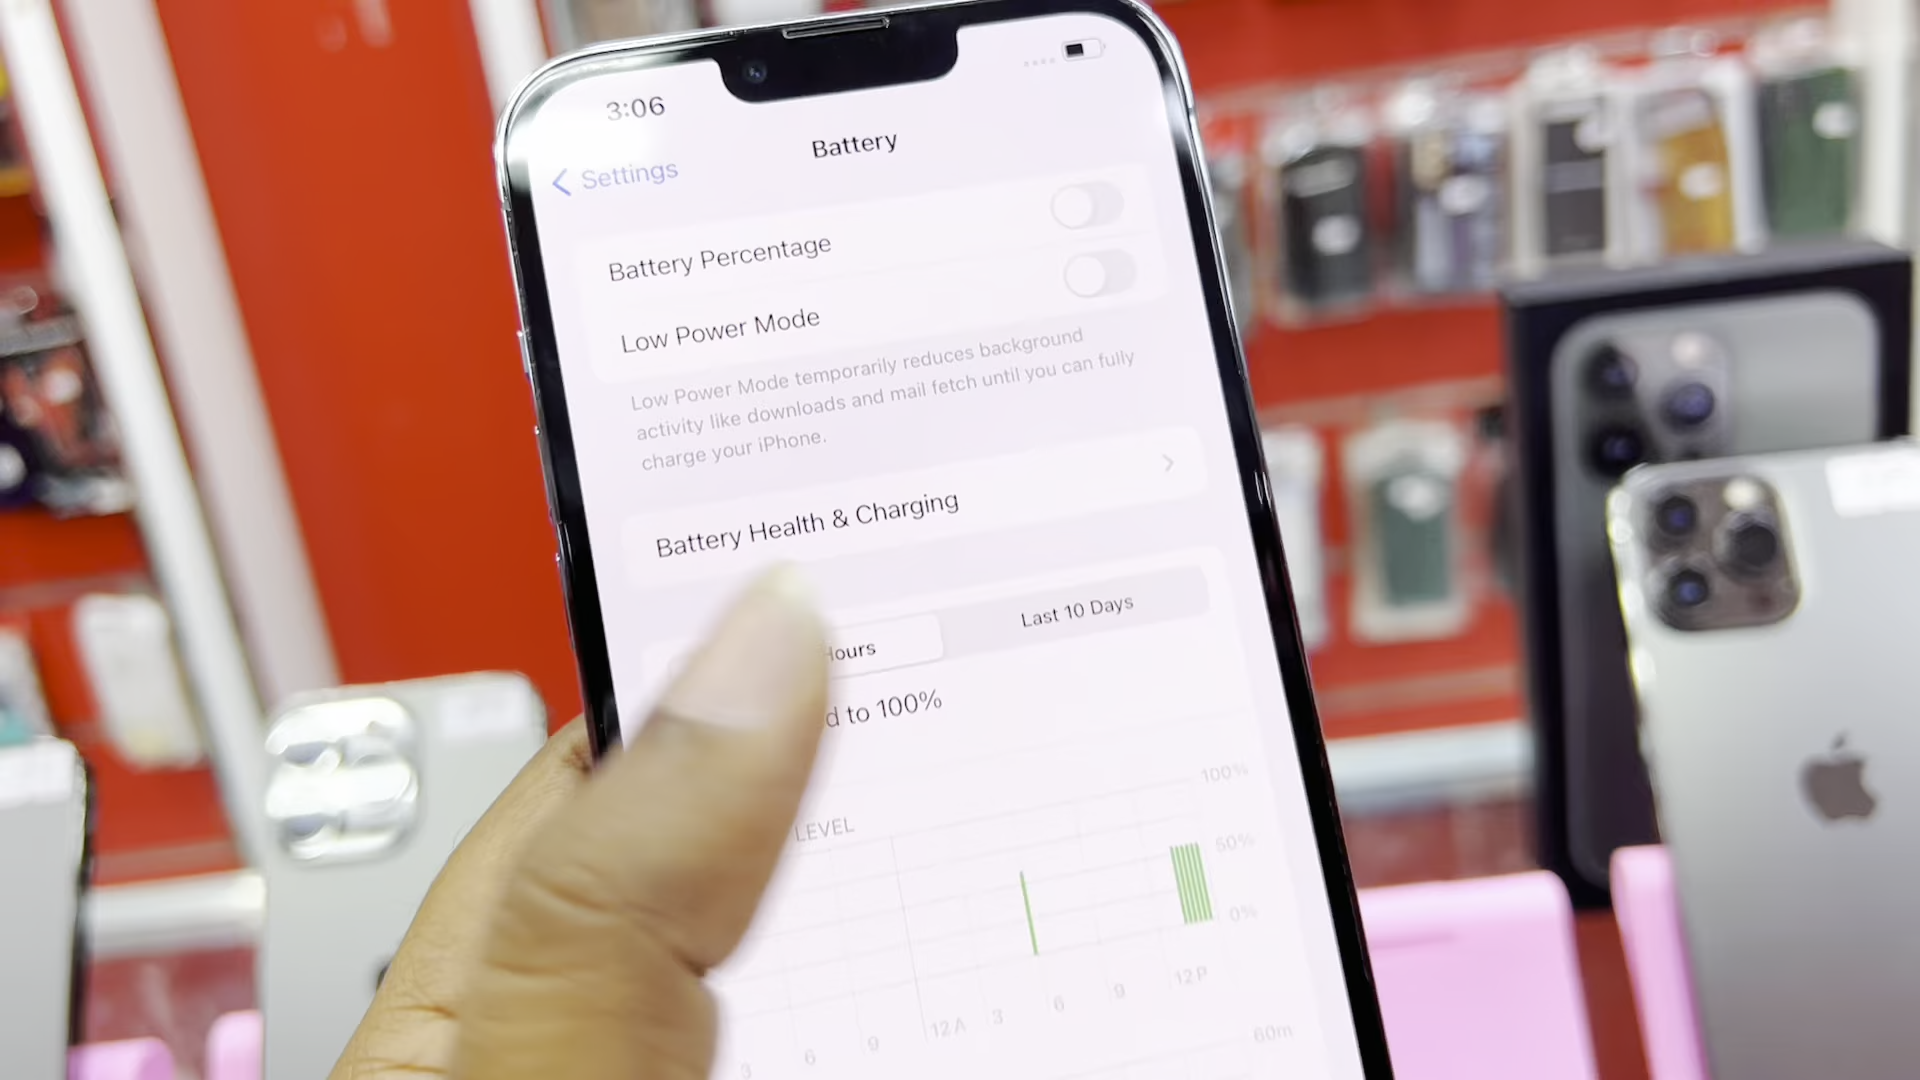 3:06
Battery
Settings
Battery Percentage
Low Power Mode
Low Power Mode temporarily reduces background
activity like downloads and mail fetch until you can fully
charge your iPhone.
Battery Health & Charging
Hours
Last 10 Days
d to 100%
LEVEL
100%
50%
0%
3 6 9 12 A 3 6 9 12 P
60m